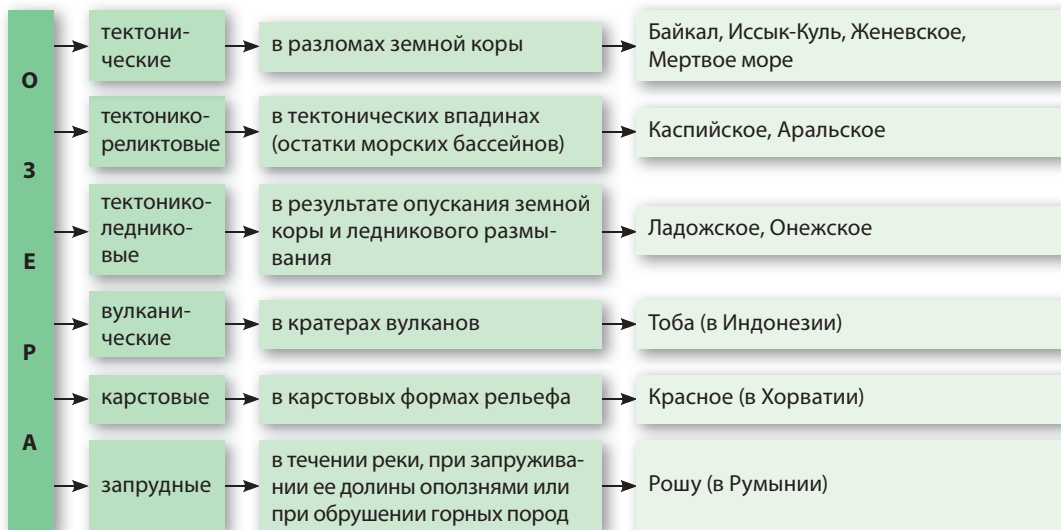 ОЗЕРА
тектони-
ческие
в разломах земной коры
Байкал, Иссык-Куль, Женевское,
Мертвое море
тектонико-
реликтовые
в тектонических впадинах
(остатки морских бассейнов)
Каспийское, Аральское
тектонико-
леднико-
вые
в результате опускания земной
коры и ледникового размы-
вания
Ладожское, Онежское
вулкани-
ческие
в кратерах вулканов
Тоба (в Индонезии)
карстовые
в карстовых формах рельефа
Красное (в Хорватии)
запрудные
в течении реки, при запружива-
нии ее долины оползнями или
при обрушении горных пород
Рошу (в Румынии)